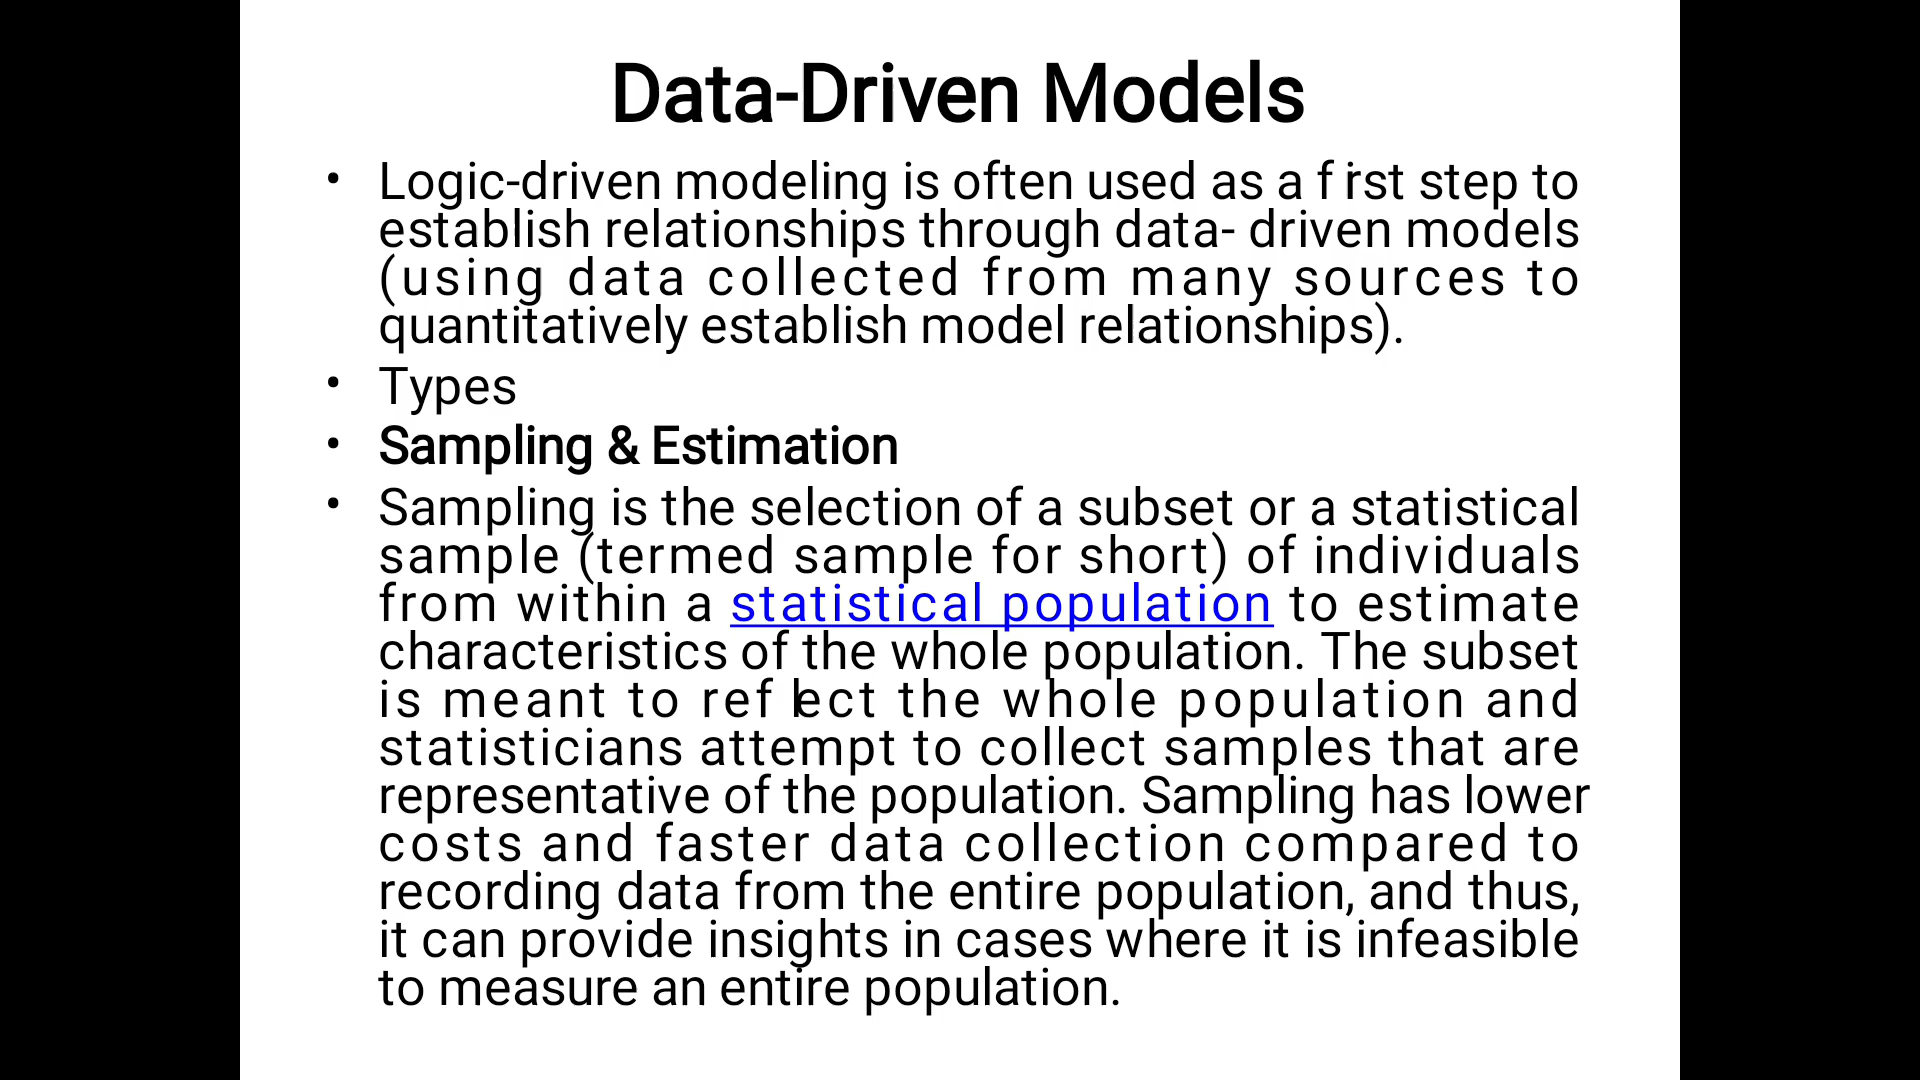 Data-Driven Models
• Logic-driven modeling is often used as a first step to
establish relationships through data- driven models
(using data collected from many sources to
quantitatively establish model relationships).
• Types
• Sampling & Estimation
• Sampling is the selection of a subset or a statistical
sample (termed sample for short) of individuals
from within a statistical population to estimate
characteristics of the whole population. The subset
is meant to reflect the whole population and
statisticians attempt to collect samples that are
representative of the population. Sampling has lower
costs and faster data collection compared to
recording data from the entire population, and thus,
it can provide insights in cases where it is infeasible
to measure an entire population.